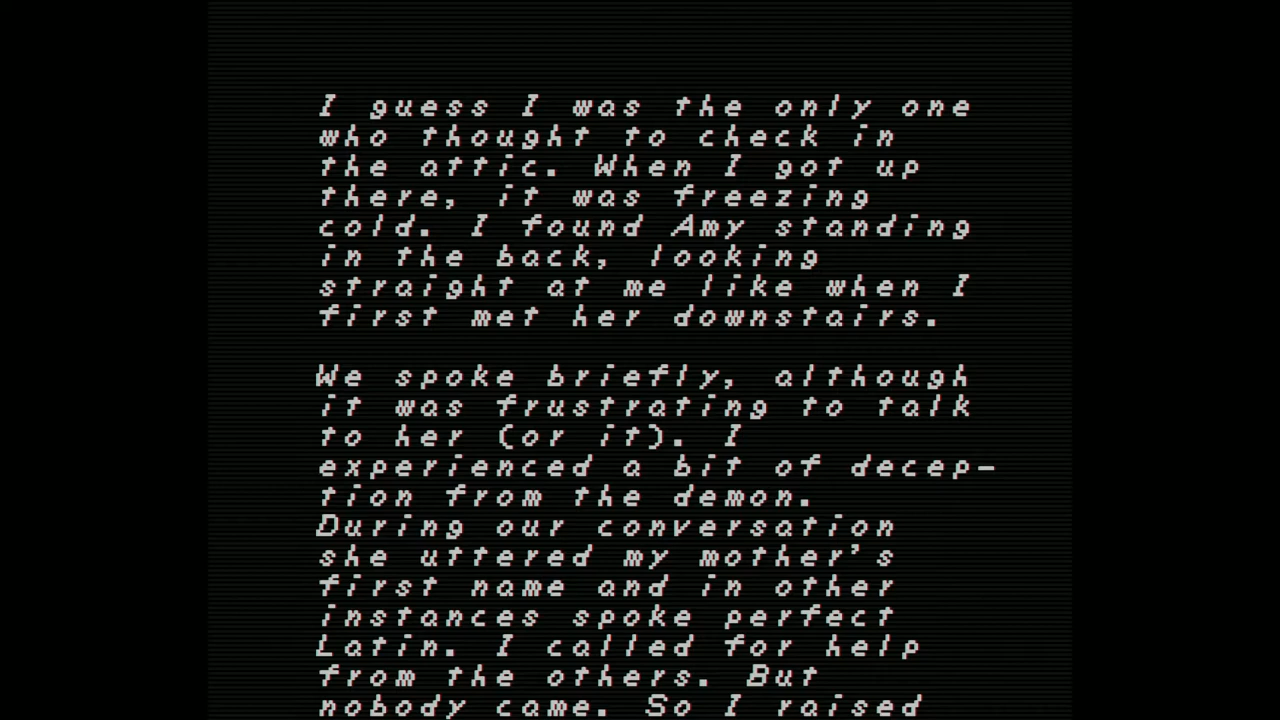 I guess I was the only one
who thought to check in
the attic. When I got up
there, it was freezing
cold. I found Amy standing
in the back, looking
straight at me like when I
first met her downstairs.
We spoke briefly, although
it was frustrating to talk
to her (or it). I
experienced a bit of decep-
tion from the demon.
During our conversation
she uttered my mother's
first name and in other
instances spoke perfect
Latin. I called for help
from the others. But
nobody came. So I raised